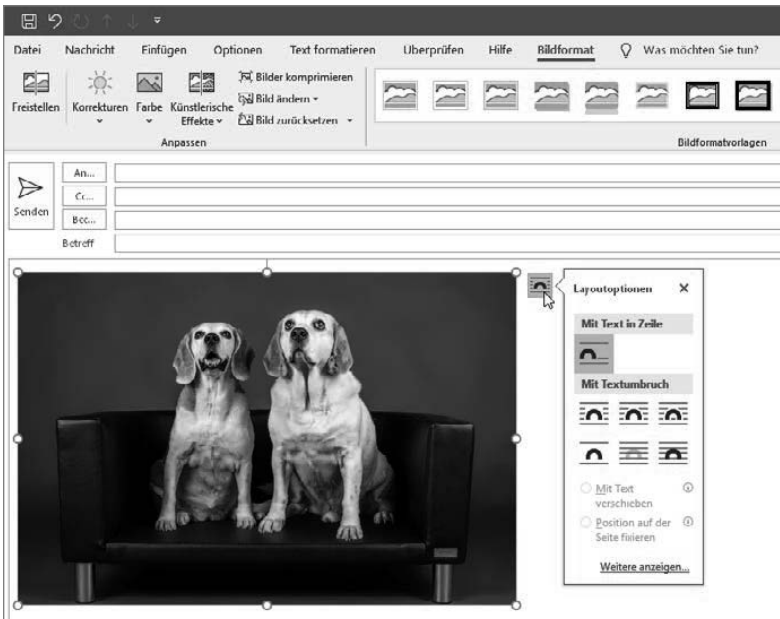 Datei Nachricht Einfügen Optionen Text formatieren Überprüfen Hilfe Bildformat Was möchten Sie tun?
Freistellen Korrekturen Farbe Künstlerische Effekte
Bilder komprimieren
Bild ändern
Bild zurücksetzen
Anpassen Bildformatvorlagen
An...
Cc...
Senden
Bcc...
Betreff
Layoutoptionen
Mit Text in Zeile
Mit Textumbruch
Mit Text
verschieben
Position auf der
Seite fixieren
Weitere anzeigen...